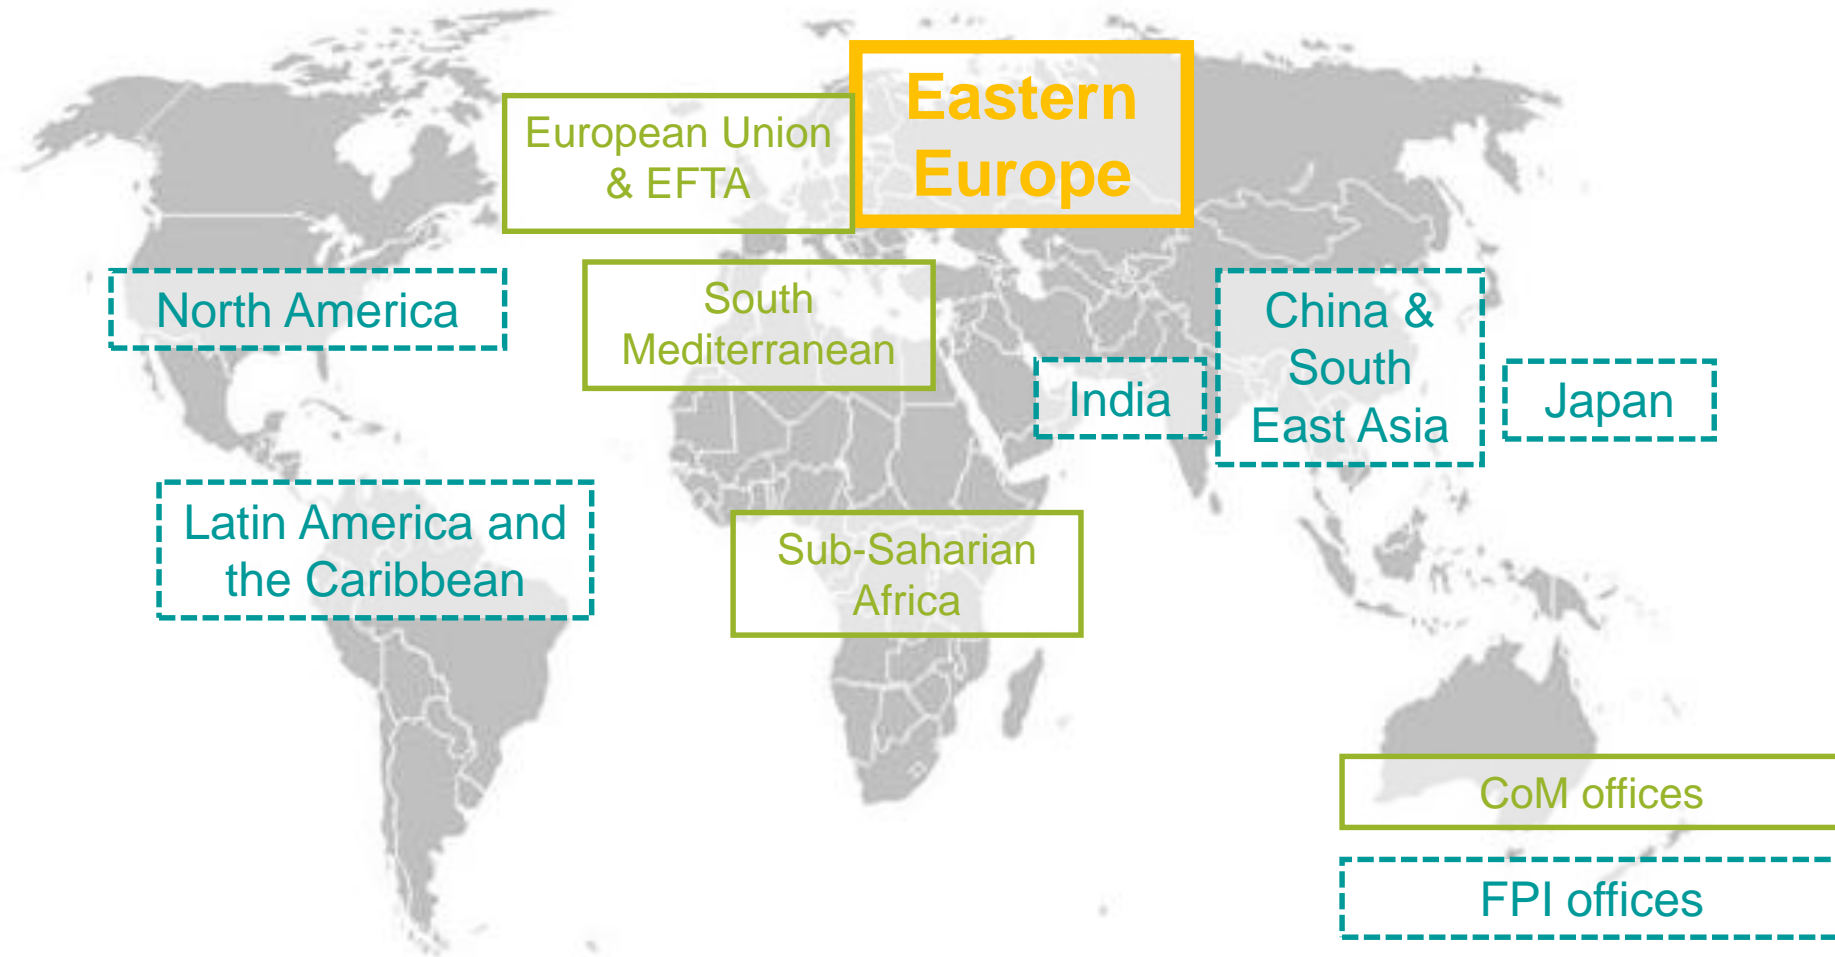 Eastern
Europe
European Union
& EFTA
North America
South
Mediterranean
India
China &
South
East Asia
Japan
Latin America and
the Caribbean
Sub-Saharian
Africa
CoM offices
FPI offices